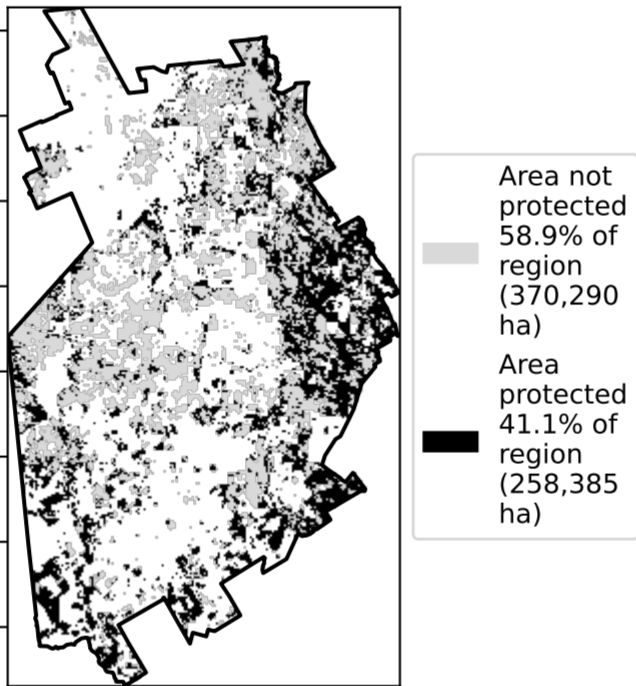 Area not
protected
58.9% of
region
(370,290
ha)
Area
protected
41.1% of
region
(258,385
ha)